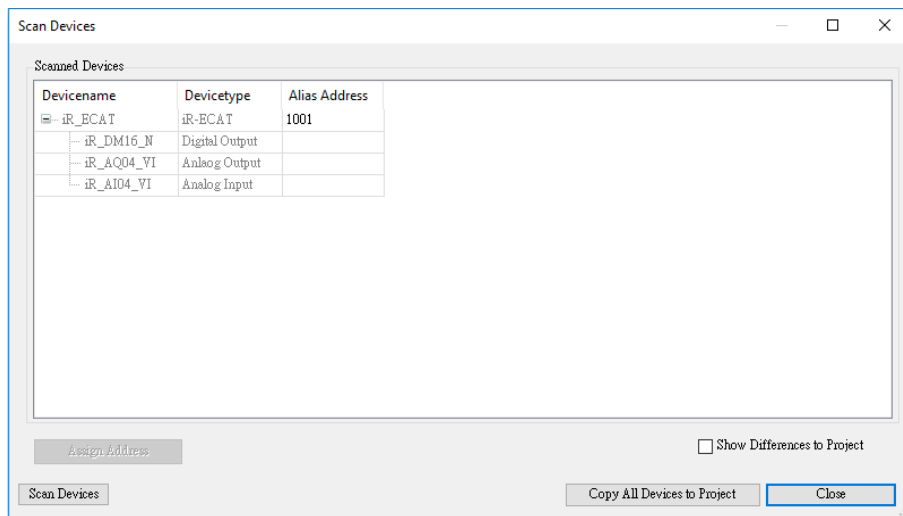 Scan Devices
Scanned Devices
Devicename Devicetype Alias Address
iR_ECAT iR-ECAT 1001
iR_DM16_N Digital Output
iR_AQ04_VI Anlaog Output
iR_AI04_VI Analog Input
Assign Address
Show Differences to Project
Scan Devices
Copy All Devices to Project
Close